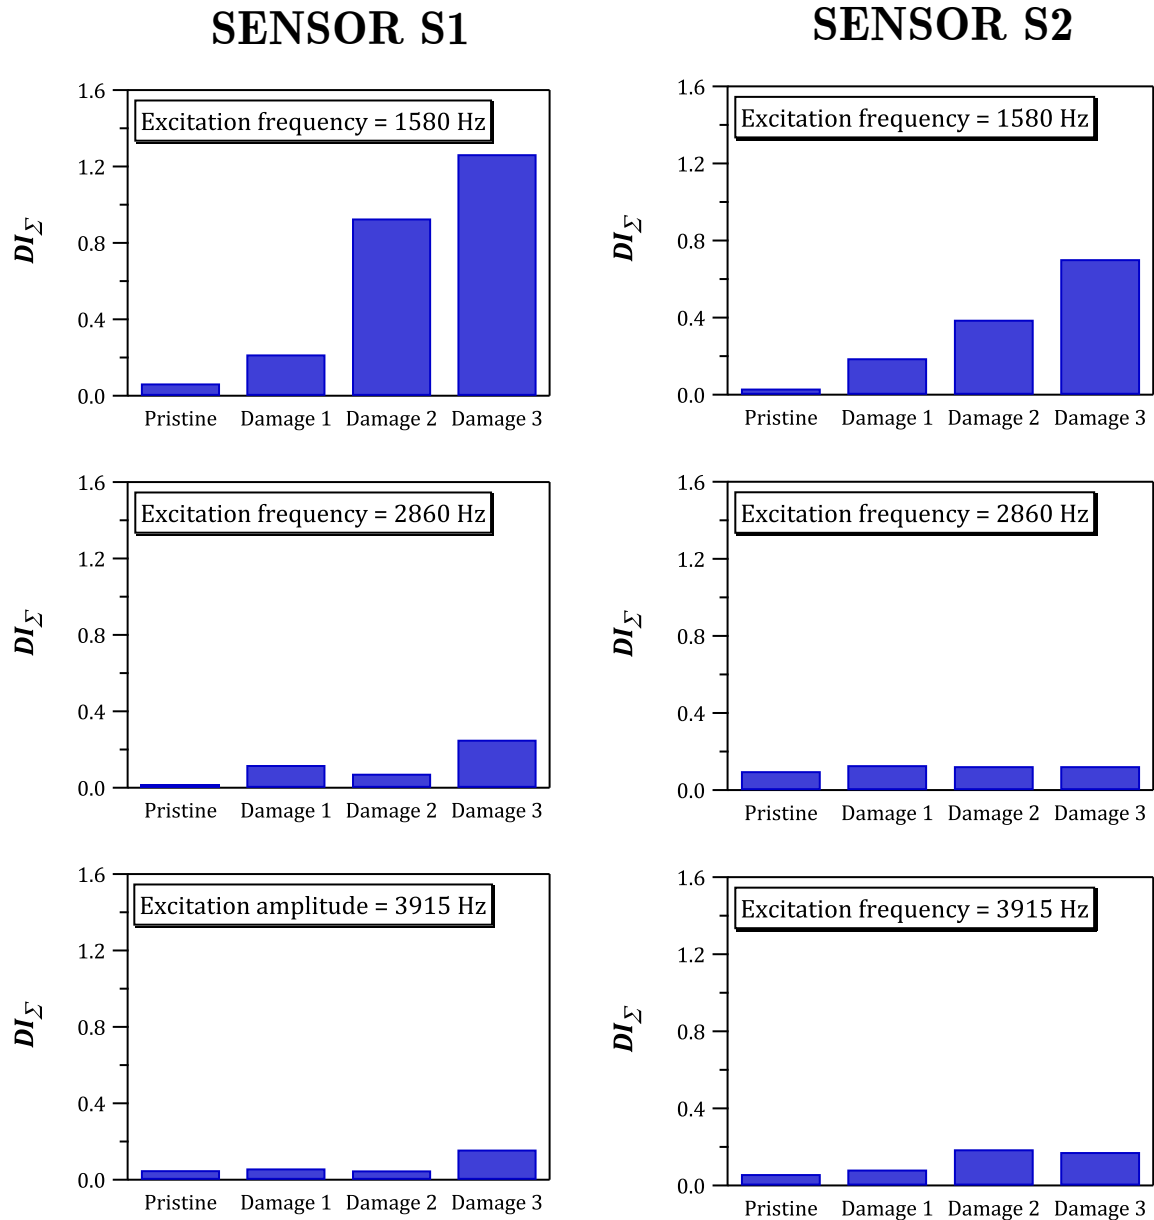 SENSOR S1
SENSOR S2
1.6
1.2
0.8
0.4
0.0
DI_Σ
Excitation frequency = 1580 Hz
Pristine Damage 1 Damage 2 Damage 3
1.6
1.2
0.8
0.4
0.0
DI_Σ
Excitation frequency = 1580 Hz
Pristine Damage 1 Damage 2 Damage 3
1.6
1.2
0.8
0.4
0.0
DI_Σ
Excitation frequency = 2860 Hz
Pristine Damage 1 Damage 2 Damage 3
1.6
1.2
0.8
0.4
0.0
DI_Σ
Excitation frequency = 2860 Hz
Pristine Damage 1 Damage 2 Damage 3
1.6
1.2
0.8
0.4
0.0
DI_Σ
Excitation amplitude = 3915 Hz
Pristine Damage 1 Damage 2 Damage 3
1.6
1.2
0.8
0.4
0.0
DI_Σ
Excitation frequency = 3915 Hz
Pristine Damage 1 Damage 2 Damage 3